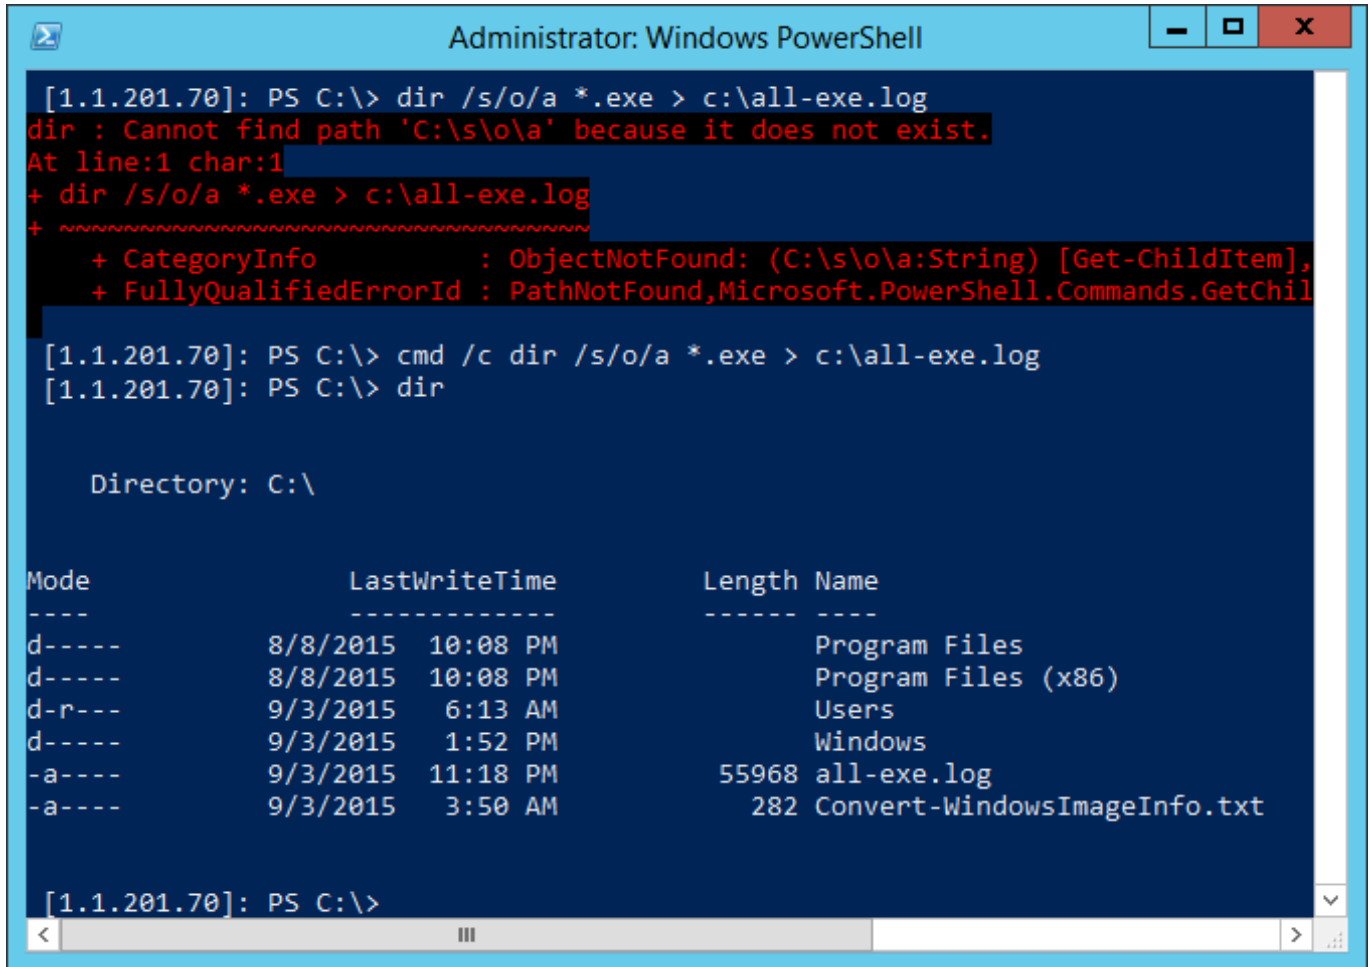 Administrator: Windows PowerShell
[1.1.201.70]: PS C:\> dir /s/o/a *.exe > c:\all-exe.log
dir : Cannot find path 'C:\s\o\a' because it does not exist.
At line:1 char:1
+ dir /s/o/a *.exe > c:\all-exe.log
+ ~~~~~~~~~~~~~~~~~~~~~~~~~~~~~~~~~
    + CategoryInfo          : ObjectNotFound: (C:\s\o\a:String) [Get-ChildItem],
    + FullyQualifiedErrorId : PathNotFound,Microsoft.PowerShell.Commands.GetChil
[1.1.201.70]: PS C:\> cmd /c dir /s/o/a *.exe > c:\all-exe.log
[1.1.201.70]: PS C:\> dir
    Directory: C:\
Mode                LastWriteTime         Length Name
----                -------------         ------ ----
d-----         8/8/2015  10:08 PM                Program Files
d-----         8/8/2015  10:08 PM                Program Files (x86)
d-r---         9/3/2015   6:13 AM                Users
d-----         9/3/2015   1:52 PM                Windows
-a----         9/3/2015  11:18 PM          55968 all-exe.log
-a----         9/3/2015   3:50 AM            282 Convert-WindowsImageInfo.txt
[1.1.201.70]: PS C:\>